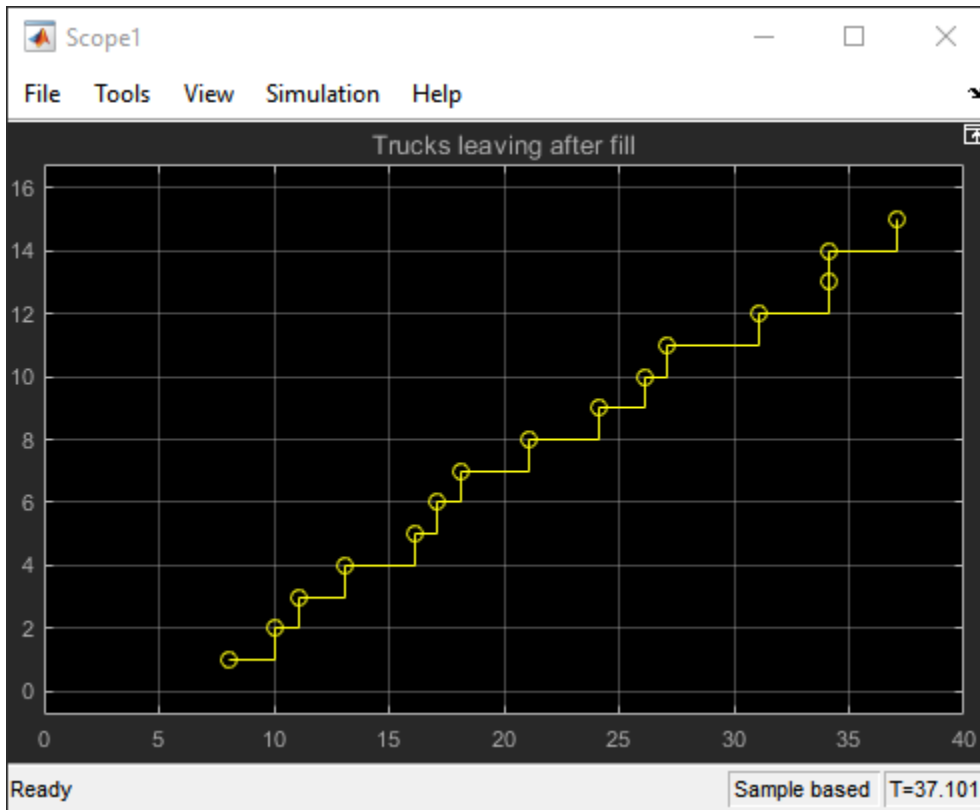 Scope1
File Tools View Simulation Help
Trucks leaving after fill
16
14
12
10
8
6
4
2
0
0 5 10 15 20 25 30 35 40
Ready Sample based T=37.101